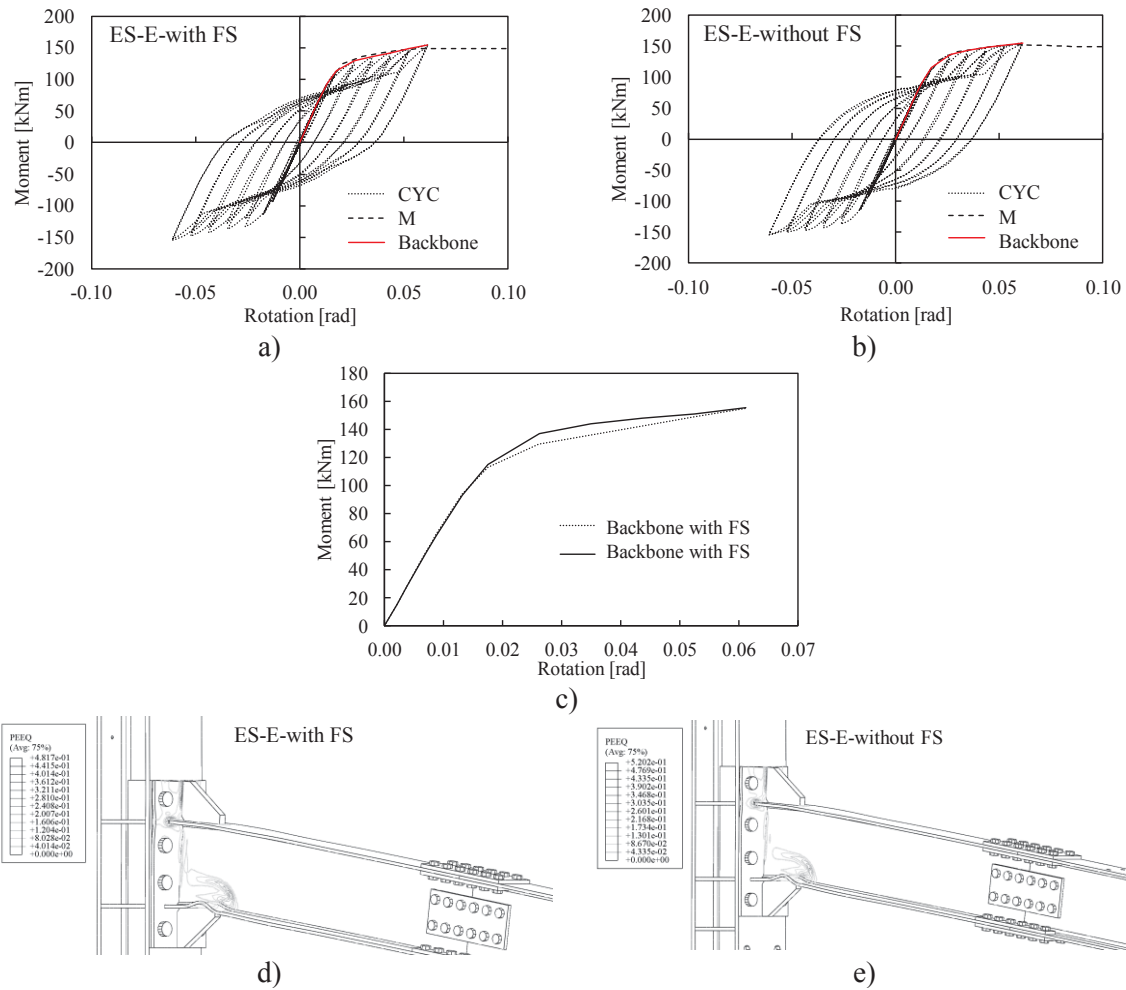 ES-E-with FS
200
150
100
50
0
-50
-100
-150
-200
Moment [kNm]
CYC
M
Backbone
-0.10 -0.05 0.00 0.05 0.10
Rotation [rad]
a)
ES-E-without FS
200
150
100
50
0
-50
-100
-150
-200
Moment [kNm]
CYC
M
Backbone
-0.10 -0.05 0.00 0.05 0.10
Rotation [rad]
b)
180
160
140
120
100
80
60
40
20
0
Moment [kNm]
Backbone with FS
Backbone with FS
0.00 0.01 0.02 0.03 0.04 0.05 0.06 0.07
Rotation [rad]
c)
ES-E-with FS
PEEQ
(Avg: 75%)
+4.817e-01
+4.415e-01
+4.014e-01
+3.612e-01
+3.211e-01
+2.810e-01
+2.408e-01
+2.007e-01
+1.606e-01
+1.204e-01
+8.028e-02
+4.014e-02
+0.000e+00
d)
ES-E-without FS
PEEQ
(Avg: 75%)
+5.202e-01
+4.769e-01
+4.335e-01
+3.902e-01
+3.468e-01
+3.035e-01
+2.601e-01
+2.168e-01
+1.734e-01
+1.301e-01
+8.670e-02
+4.335e-02
+0.000e+00
e)